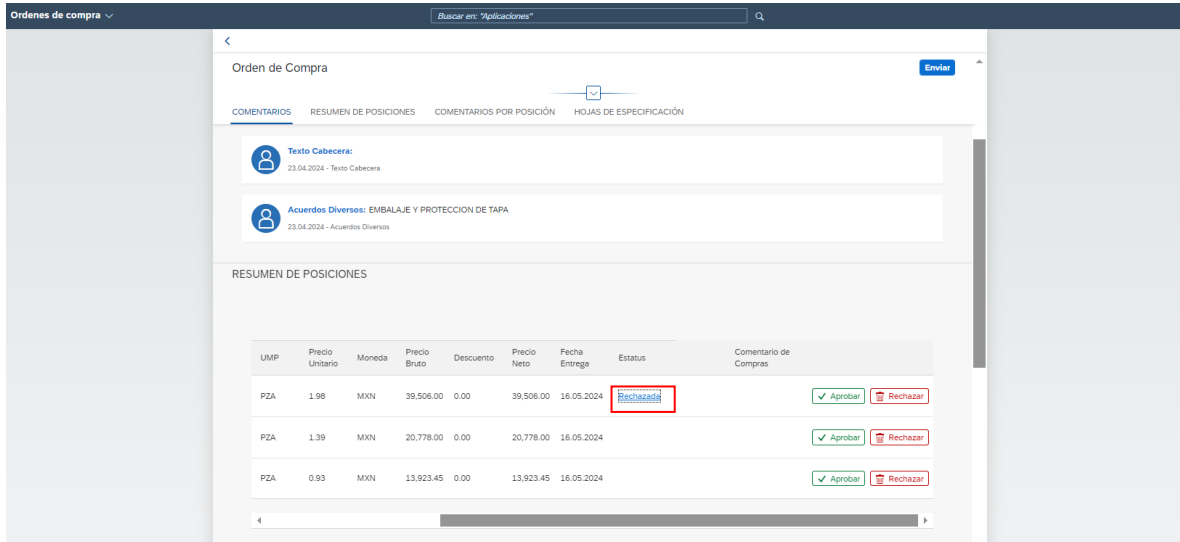 Ordenes de compra
Buscar en: "Aplicaciones"
Orden de Compra
Enviar
COMENTARIOS RESUMEN DE POSICIONES COMENTARIOS POR POSICIÓN HOJAS DE ESPECIFICACIÓN
Texto Cabecera:
23.04.2024 - Texto Cabecera
Acuerdos Diversos: EMBALAJE Y PROTECCION DE TAPA
23.04.2024 - Acuerdos Diversos
RESUMEN DE POSICIONES
UMP Precio Unitario Moneda Precio Bruto Descuento Precio Neto Fecha Entrega Estatus Comentario de Compras
PZA 1.98 MXN 39,506.00 0.00 39,506.00 16.05.2024 Rechazada Aprobar Rechazar
PZA 1.39 MXN 20,778.00 0.00 20,778.00 16.05.2024 Aprobar Rechazar
PZA 0.93 MXN 13,923.45 0.00 13,923.45 16.05.2024 Aprobar Rechazar